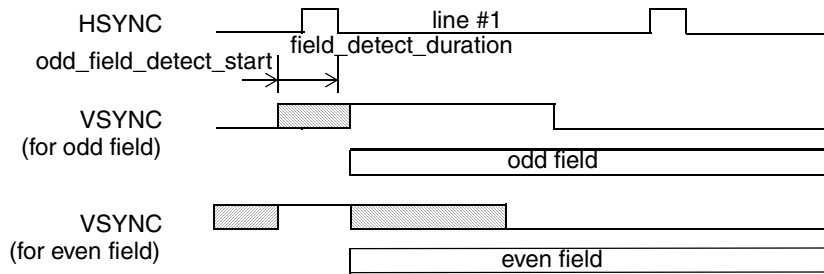 HSYNC
line #1
field_detect_duration
odd_field_detect_start
VSYNC
(for odd field)
odd field
VSYNC
(for even field)
even field